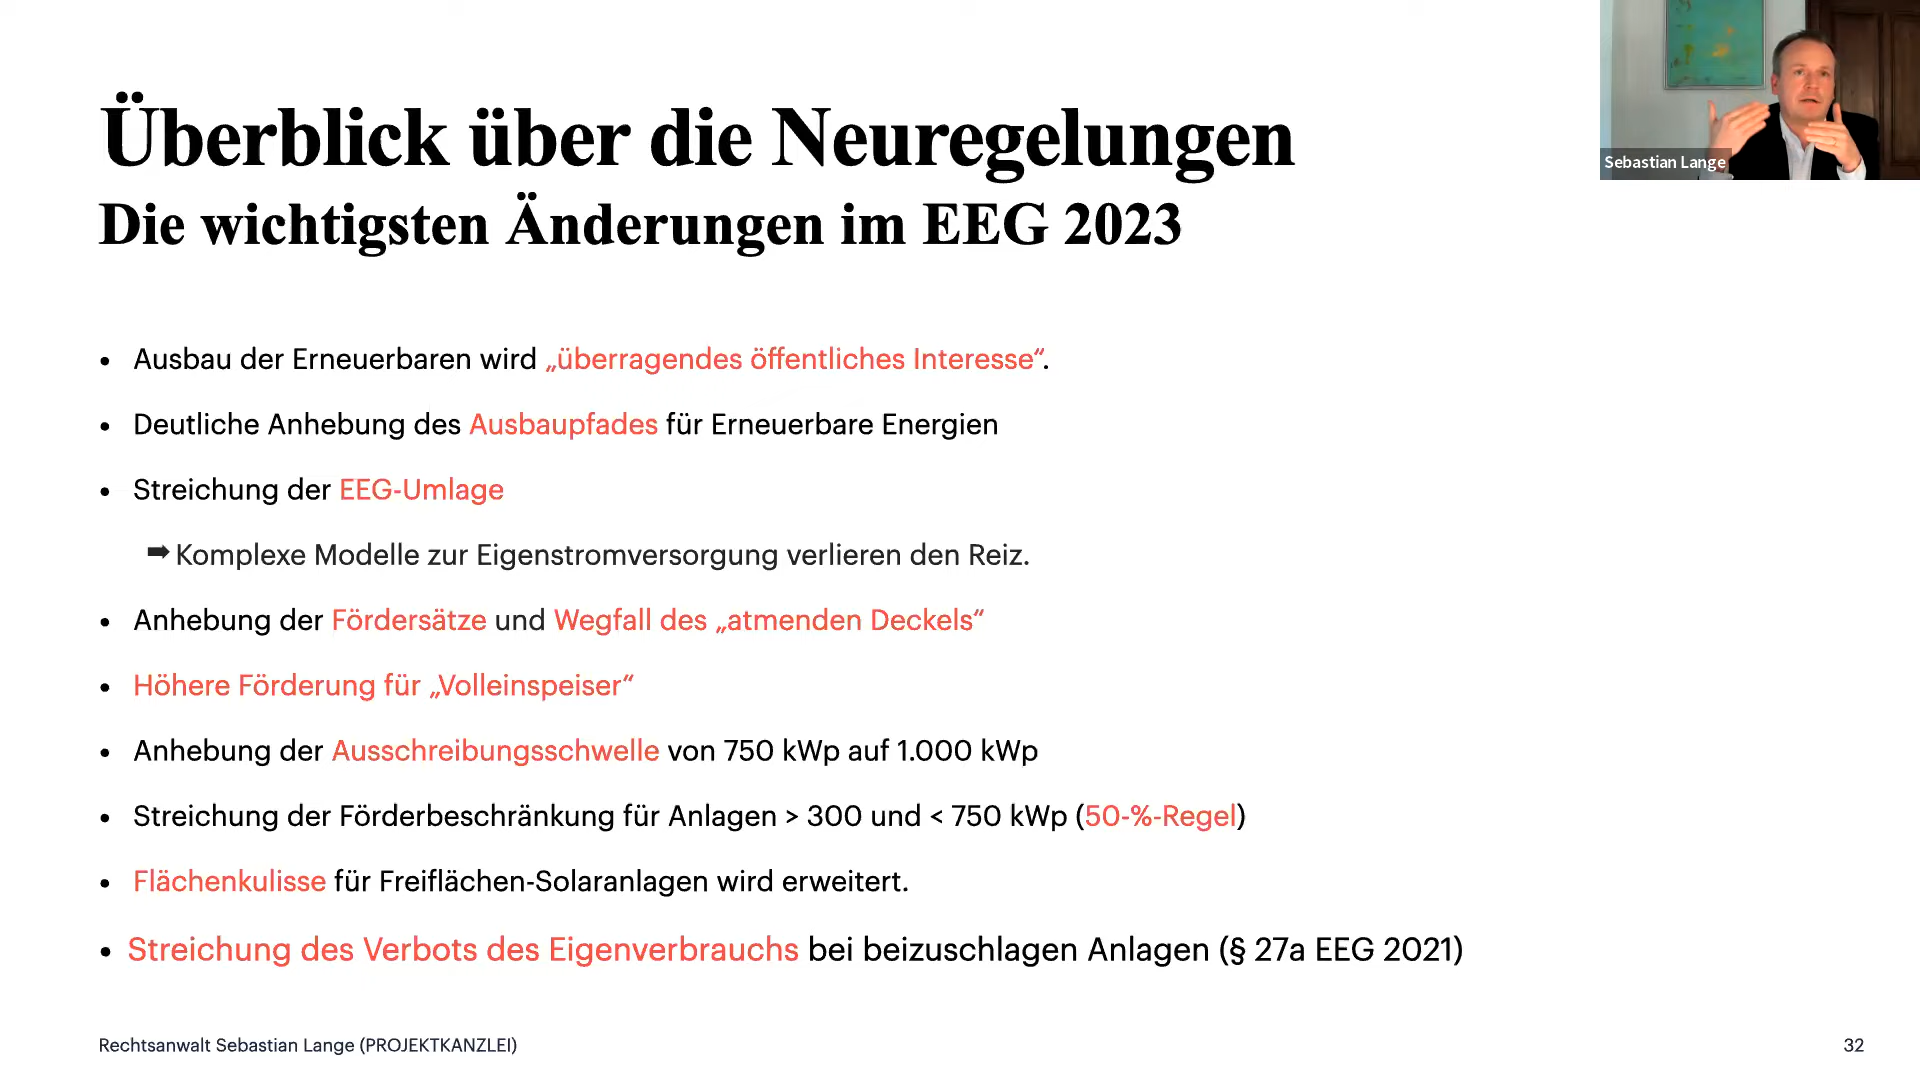 Sebastian Lange
Überblick über die Neuregelungen
Die wichtigsten Änderungen im EEG 2023
• Ausbau der Erneuerbaren wird „überragendes öffentliches Interesse“.
• Deutliche Anhebung des Ausbaupfades für Erneuerbare Energien
• Streichung der EEG-Umlage
➡ Komplexe Modelle zur Eigenstromversorgung verlieren den Reiz.
• Anhebung der Fördersätze und Wegfall des „atmenden Deckels“
• Höhere Förderung für „Volleinspeiser“
• Anhebung der Ausschreibungsschwelle von 750 kWp auf 1.000 kWp
• Streichung der Förderbeschränkung für Anlagen > 300 und < 750 kWp (50-%-Regel)
• Flächenkulisse für Freiflächen-Solaranlagen wird erweitert.
• Streichung des Verbots des Eigenverbrauchs bei beizuschlagen Anlagen (§ 27a EEG 2021)
Rechtsanwalt Sebastian Lange (PROJEKTKANZLEI)
32